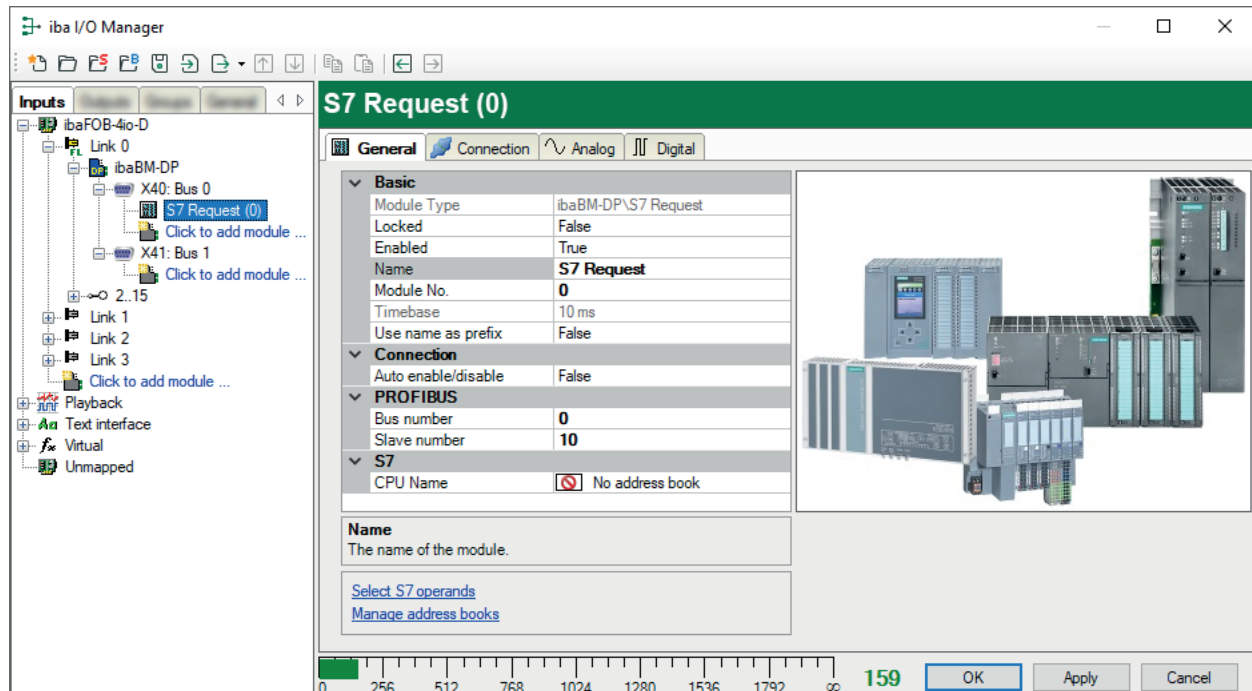 iba I/O Manager
Inputs
S7 Request (0)
ibaFOB-4io-D
Link 0
ibaBM-DP
X40: Bus 0
S7 Request (0)
Click to add module ...
X41: Bus 1
Click to add module ...
2..15
Link 1
Link 2
Link 3
Click to add module ...
Playback
Text interface
Virtual
Unmapped
General Connection Analog Digital
Basic
Module Type ibaBM-DP\S7 Request
Locked False
Enabled True
Name S7 Request
Module No. 0
Timebase 10 ms
Use name as prefix False
Connection
Auto enable/disable False
PROFIBUS
Bus number 0
Slave number 10
S7
CPU Name No address book
Name
The name of the module.
Select S7 operands
Manage address books
0 256 512 768 1024 1280 1536 1792 ∞
159
OK Apply Cancel